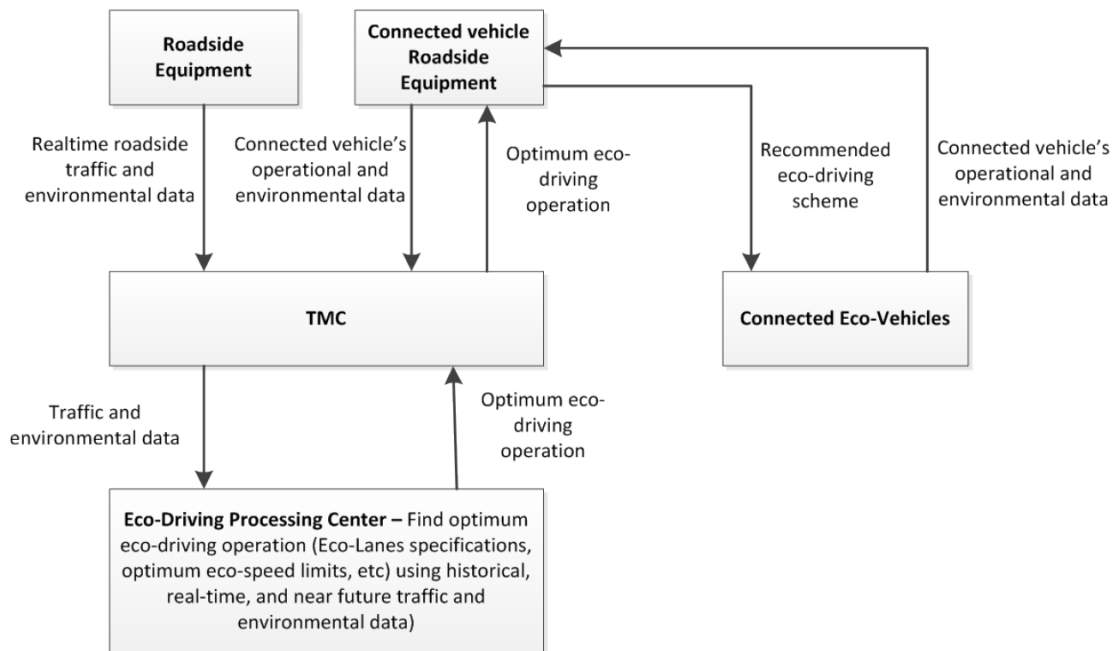 Roadside
Equipment
Connected vehicle
Roadside
Equipment
Realtime roadside
traffic and
environmental data
Connected vehicle’s
operational and
environmental data
Optimum eco-
driving
operation
Recommended
eco-driving
scheme
Connected vehicle’s
operational and
environmental data
TMC
Connected Eco-Vehicles
Traffic and
environmental data
Optimum eco-
driving
operation
Eco-Driving Processing Center – Find optimum
eco-driving operation (Eco-Lanes specifications,
optimum eco-speed limits, etc) using historical,
real-time, and near future traffic and
environmental data)